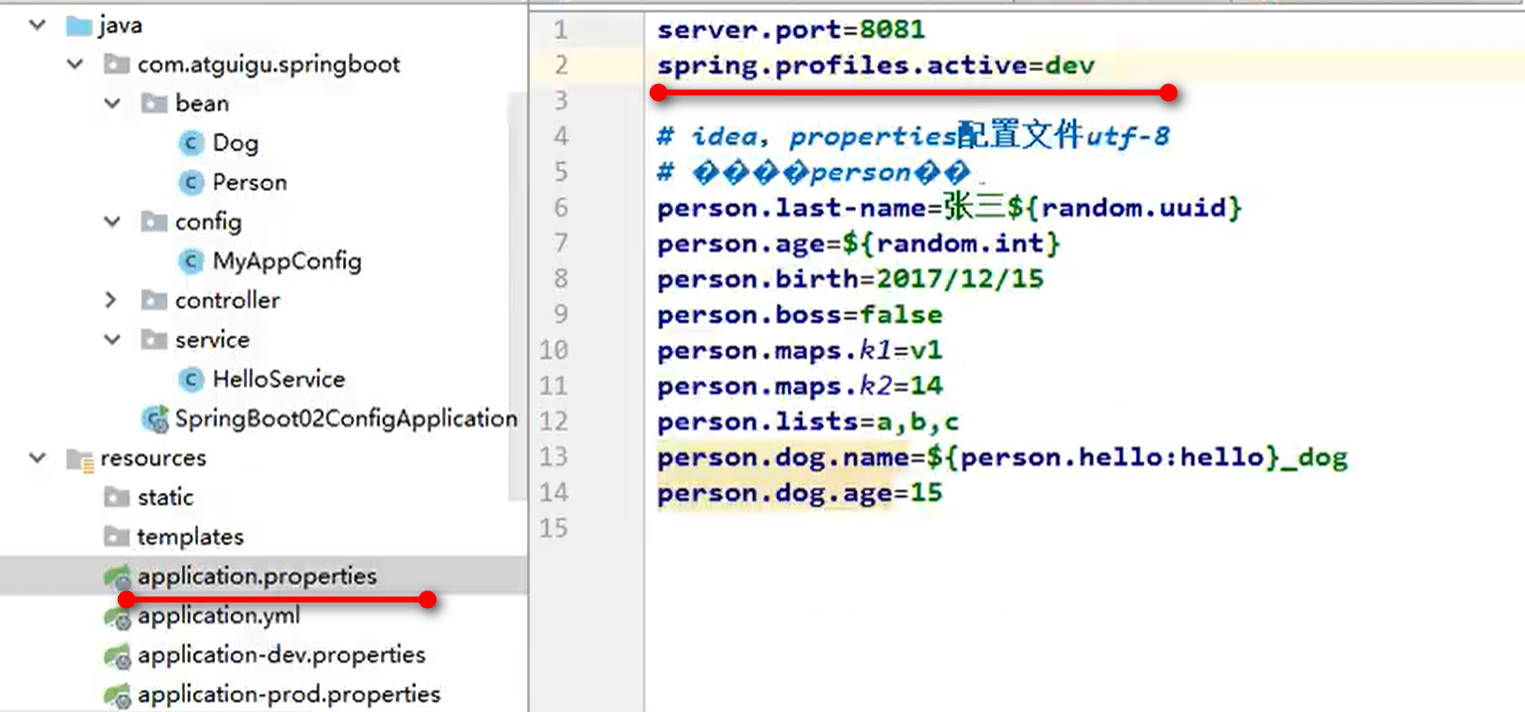 java
com.atguigu.springboot
bean
Dog
Person
config
MyAppConfig
controller
service
HelloService
SpringBoot02ConfigApplication
resources
static
templates
application.properties
application.yml
application-dev.properties
application-prod.properties
1 server.port=8081
2 spring.profiles.active=dev
3
4 # idea, properties配置文件utf-8
5 # ����person��
6 person.last-name=张三${random.uuid}
7 person.age=${random.int}
8 person.birth=2017/12/15
9 person.boss=false
10 person.maps.k1=v1
11 person.maps.k2=14
12 person.lists=a,b,c
13 person.dog.name=${person.hello:hello}_dog
14 person.dog.age=15
15